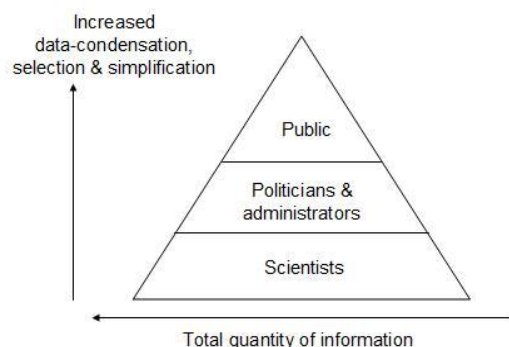 Increased
data-condensation,
selection & simplification
Public
Politicians &
administrators
Scientists
Total quantity of information